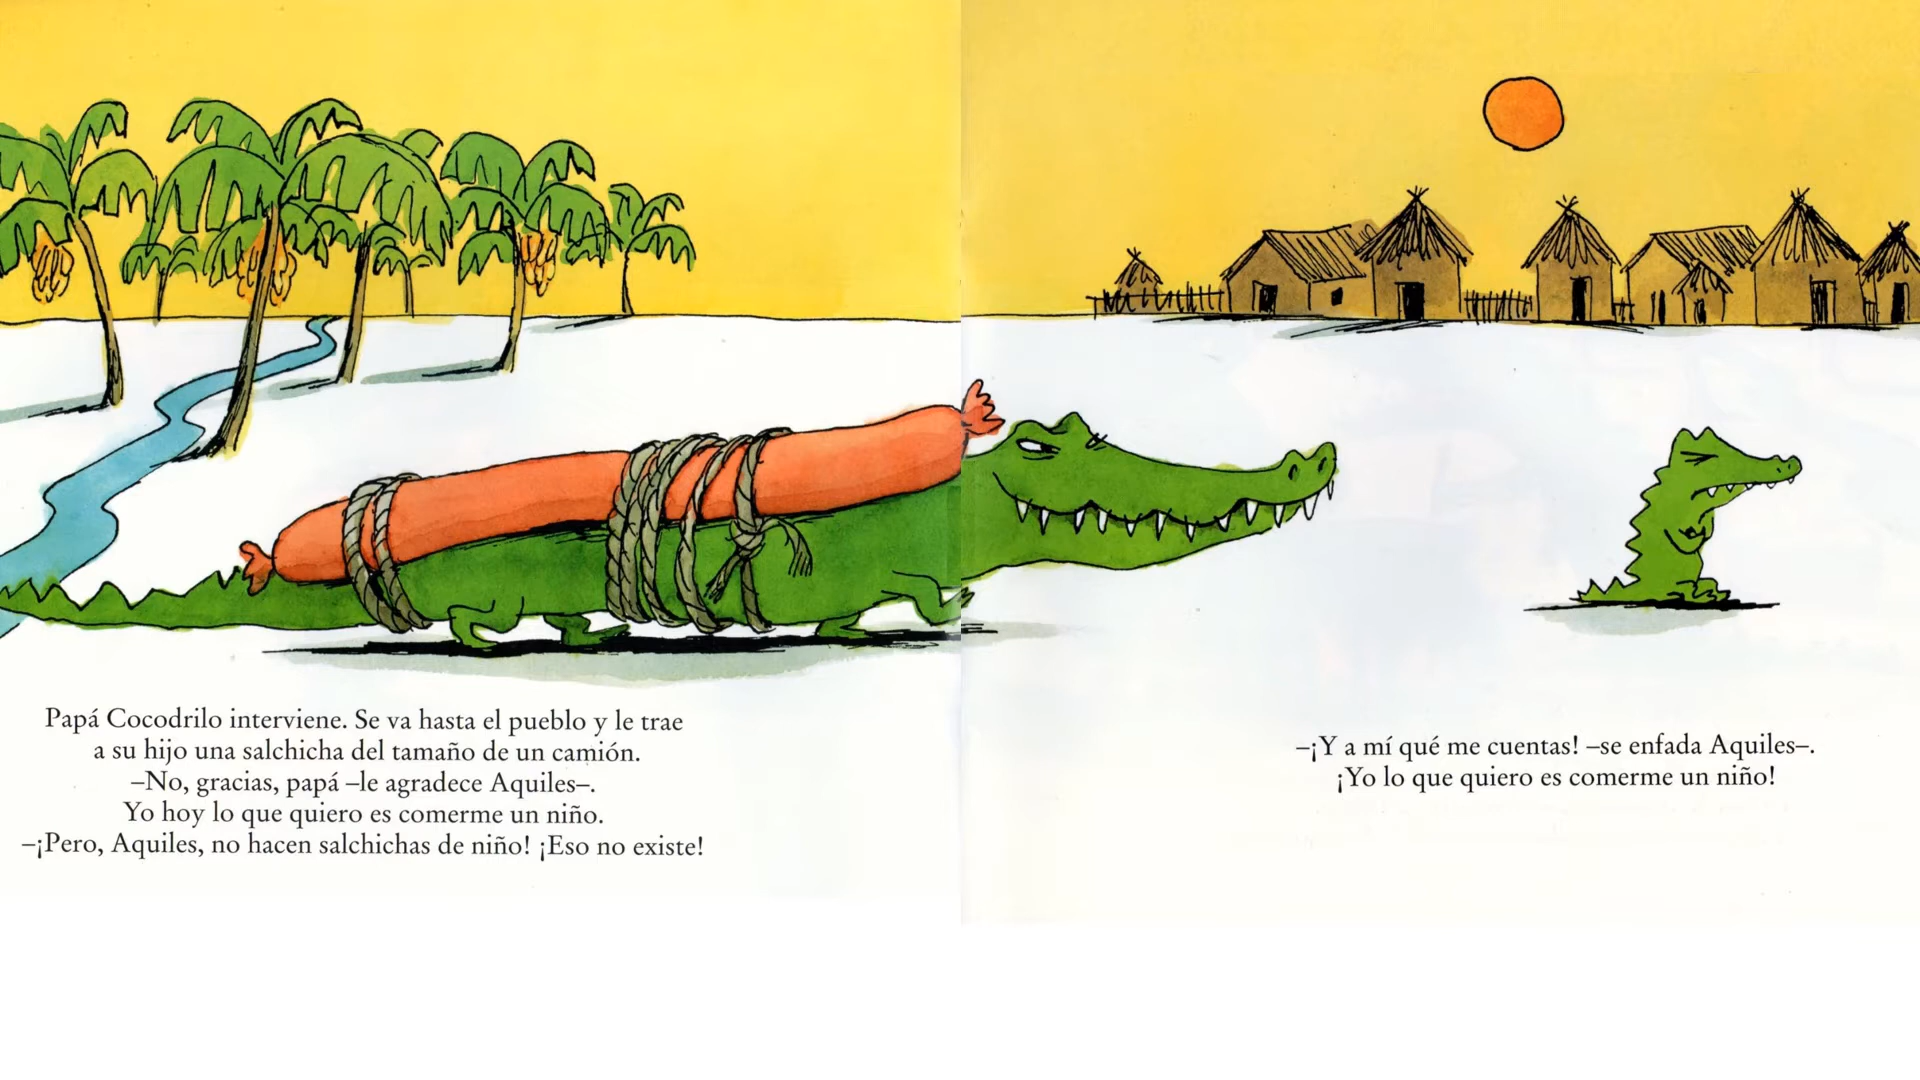 Papá Cocodrilo interviene. Se va hasta el pueblo y le trae
a su hijo una salchicha del tamaño de un camión.
–No, gracias, papá –le agradece Aquiles–.
Yo hoy lo que quiero es comerme un niño.
–¡Pero, Aquiles, no hacen salchichas de niño! ¡Eso no existe!
–¡Y a mí qué me cuentas! –se enfada Aquiles–.
¡Yo lo que quiero es comerme un niño!